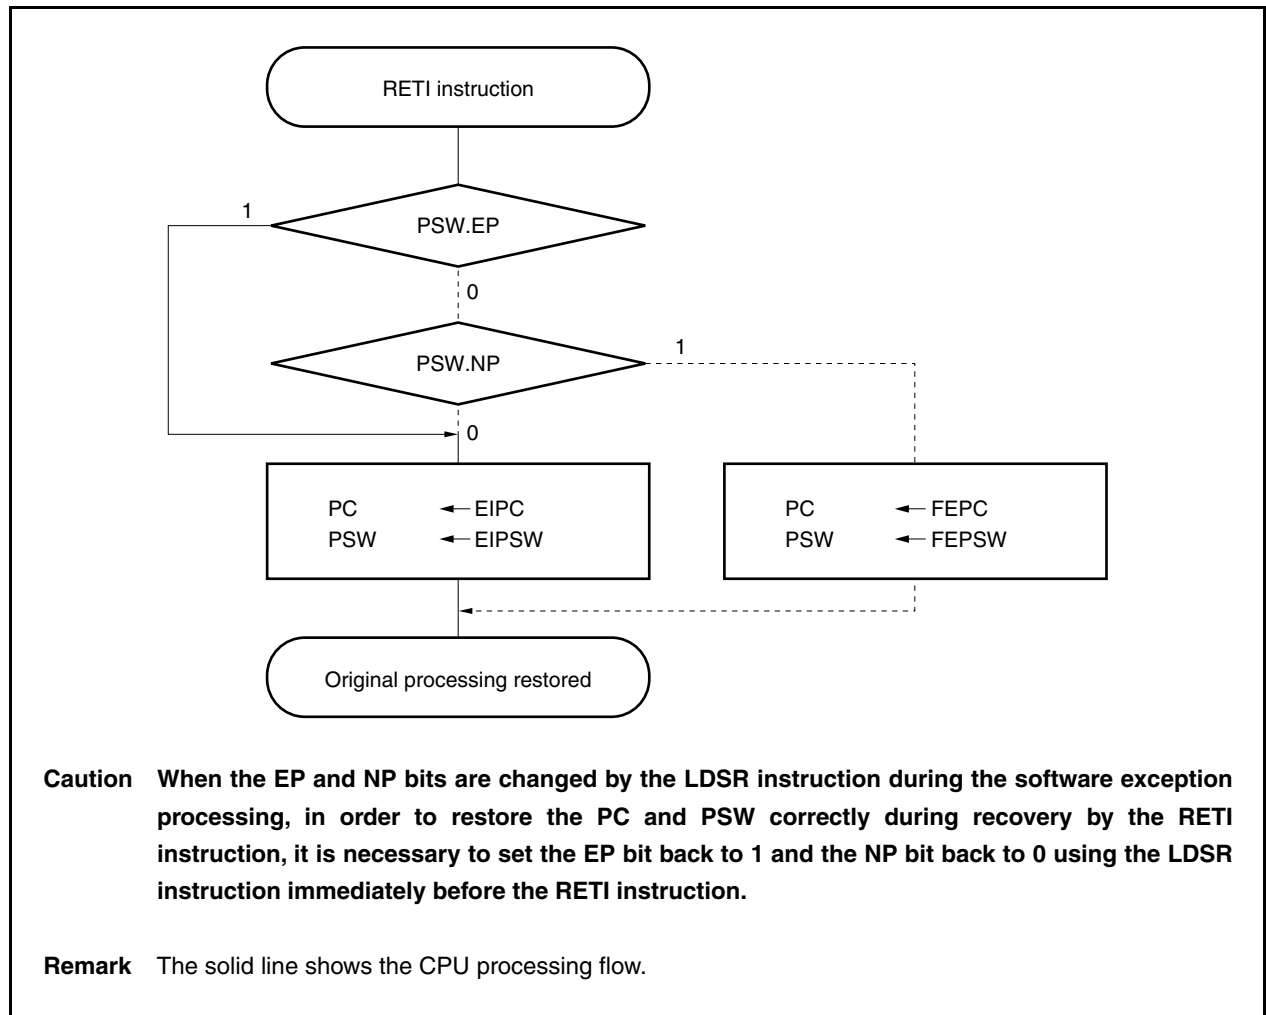 RETI instruction
1
PSW.EP
0
1
PSW.NP
0
PC ← EIPC
PSW ← EIPSW
PC ← FEPC
PSW ← FEPSW
Original processing restored
Caution When the EP and NP bits are changed by the LDSR instruction during the software exception
processing, in order to restore the PC and PSW correctly during recovery by the RETI
instruction, it is necessary to set the EP bit back to 1 and the NP bit back to 0 using the LDSR
instruction immediately before the RETI instruction.
Remark The solid line shows the CPU processing flow.